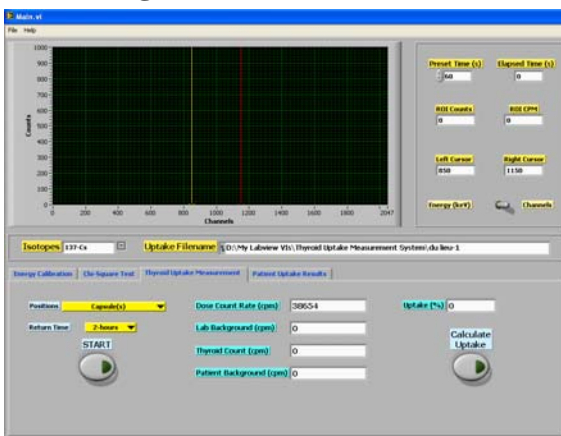 Main.vi
File Help
1000
900
800
700
600
500
400
300
200
100
0
Counts
0 200 400 600 800 1000 1200 1400 1600 1800 2047
Channels
Preset Time (s) Elapsed Time (s)
60 0
ROI Counts ROI CPM
0 0
Left Cursor Right Cursor
850 1150
Energy (keV) Channels
Isotopes 137-Cs Uptake Filename D:\My Labview VIs\Thyroid Uptake Measurement System\du lieu-1
Energy Calibration Chi-Square Test Thyroid Uptake Measurement Patient Uptake Results
Positions Capsule(s) Dose Count Rate (cpm) 38654 Uptake (%) 0
Return Time 2-hours Lab Background (cpm) 0
START Thyroid Count (cpm) 0 Calculate Uptake
Patient Background (cpm) 0